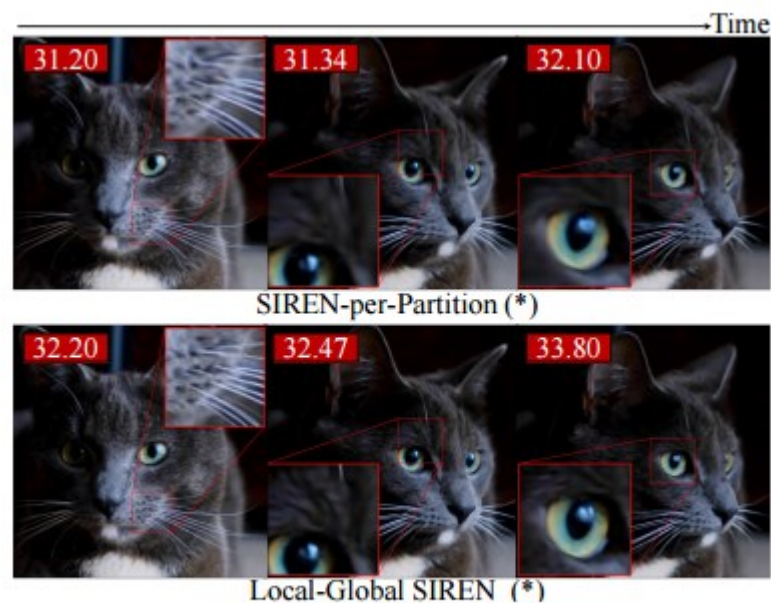 Time
31.20 31.34 32.10
SIREN-per-Partition (*)
32.20 32.47 33.80
Local-Global SIREN (*)